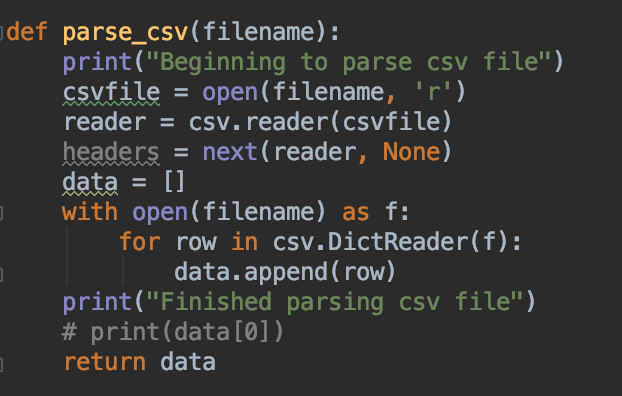 def parse_csv(filename):
    print("Beginning to parse csv file")
    csvfile = open(filename, 'r')
    reader = csv.reader(csvfile)
    headers = next(reader, None)
    data = []
    with open(filename) as f:
        for row in csv.DictReader(f):
            data.append(row)
    print("Finished parsing csv file")
    # print(data[0])
    return data